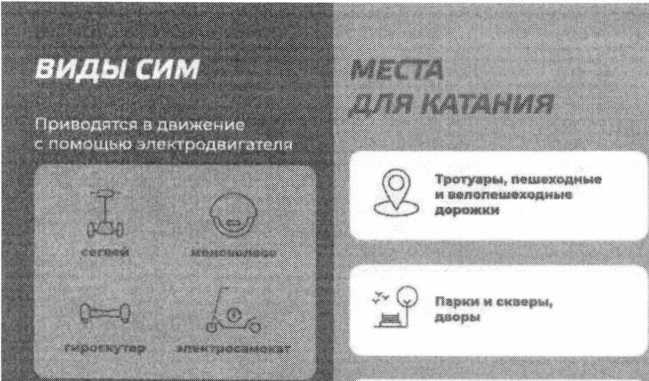 ВИДЫ СИМ
Приводятся в движение
с помощью электродвигателя
сегвей
моноколесо
гироскутер
электросамокат
МЕСТА
ДЛЯ КАТАНИЯ
Тротуары, пешеходные
и велопешеходные
дорожки
Парки и скверы,
дворы